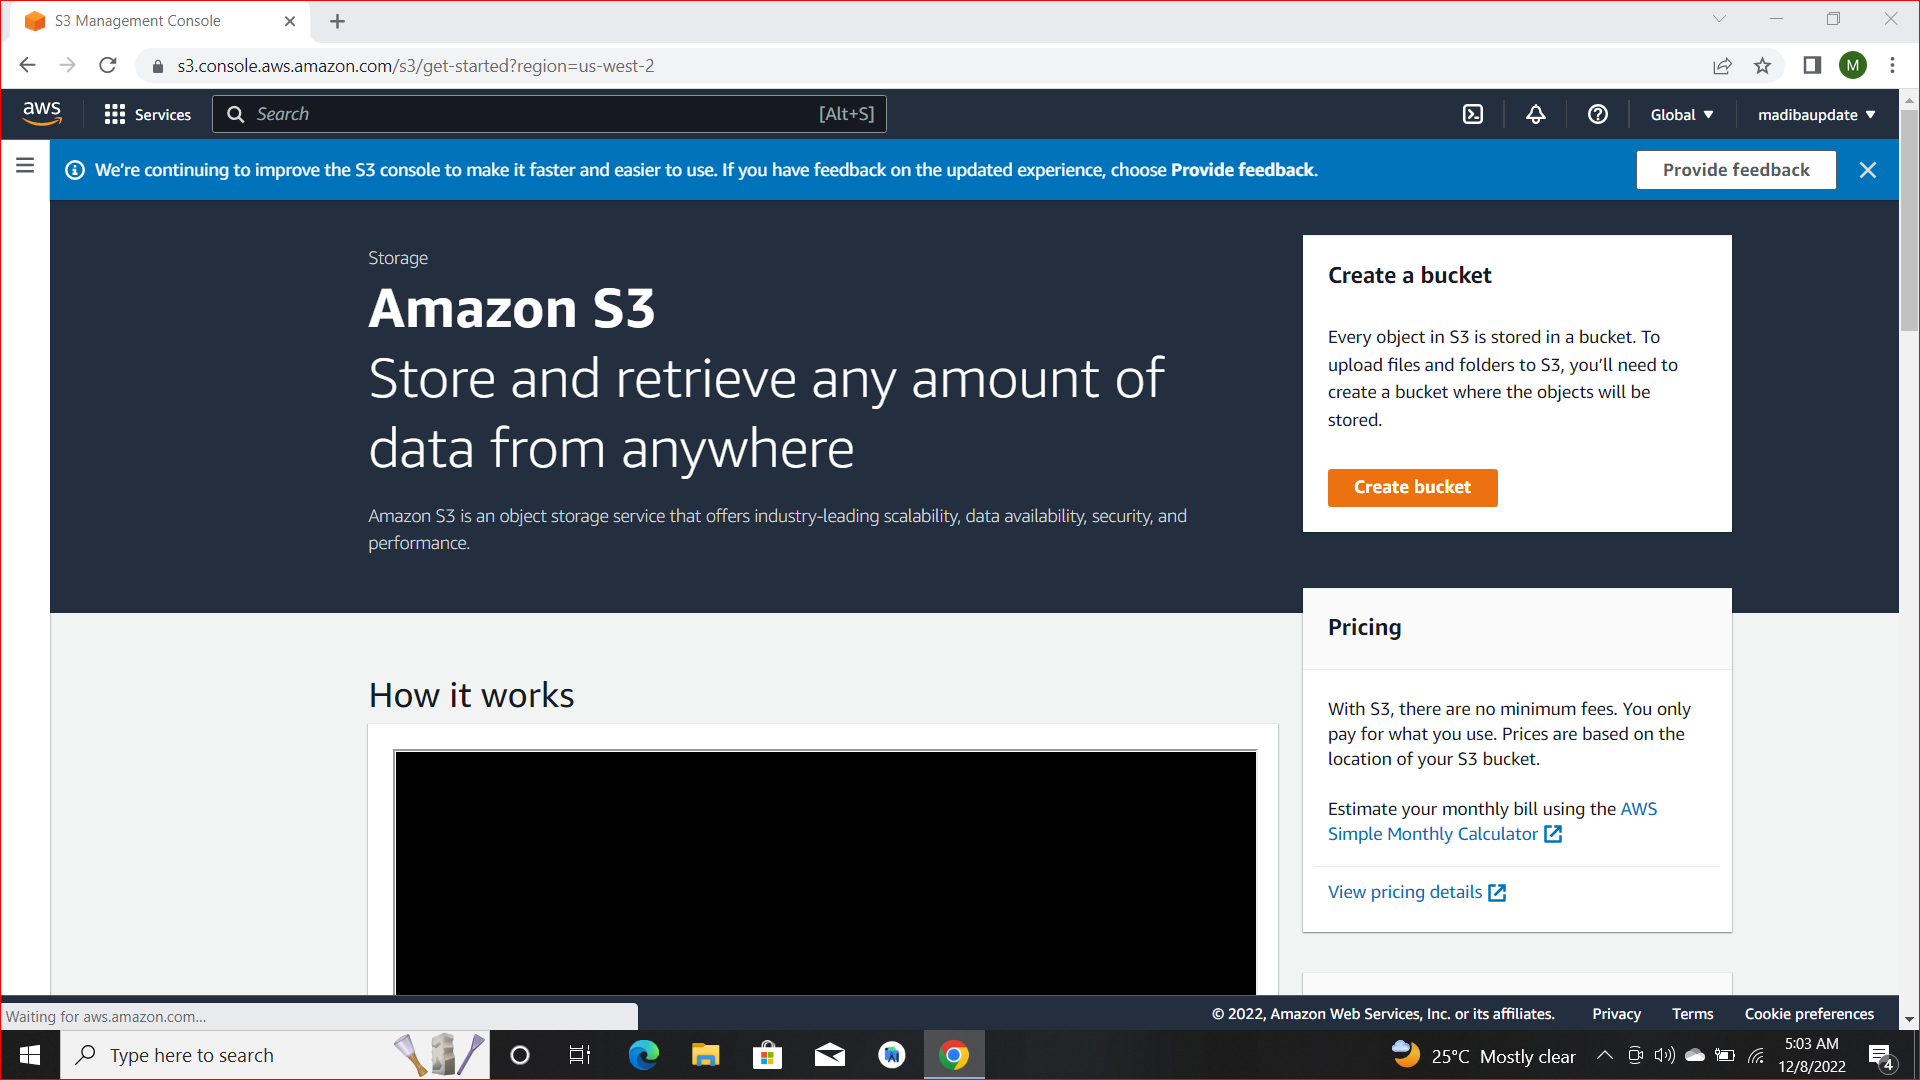 S3 Management Console
s3.console.aws.amazon.com/s3/get-started?region=us-west-2
M
aws
Services
Search
[Alt+S]
Global
madibaupdate
We're continuing to improve the S3 console to make it faster and easier to use. If you have feedback on the updated experience, choose Provide feedback.
Provide feedback
Storage
Amazon S3
Store and retrieve any amount of
data from anywhere
Amazon S3 is an object storage service that offers industry-leading scalability, data availability, security, and
performance.
Create a bucket
Every object in S3 is stored in a bucket. To
upload files and folders to S3, you'll need to
create a bucket where the objects will be
stored.
Create bucket
Pricing
With S3, there are no minimum fees. You only
pay for what you use. Prices are based on the
location of your S3 bucket.
Estimate your monthly bill using the AWS
Simple Monthly Calculator
View pricing details
How it works
Waiting for aws.amazon.com...
© 2022, Amazon Web Services, Inc. or its affiliates.
Privacy
Terms
Cookie preferences
Type here to search
25°C Mostly clear
5:03 AM
12/8/2022
4